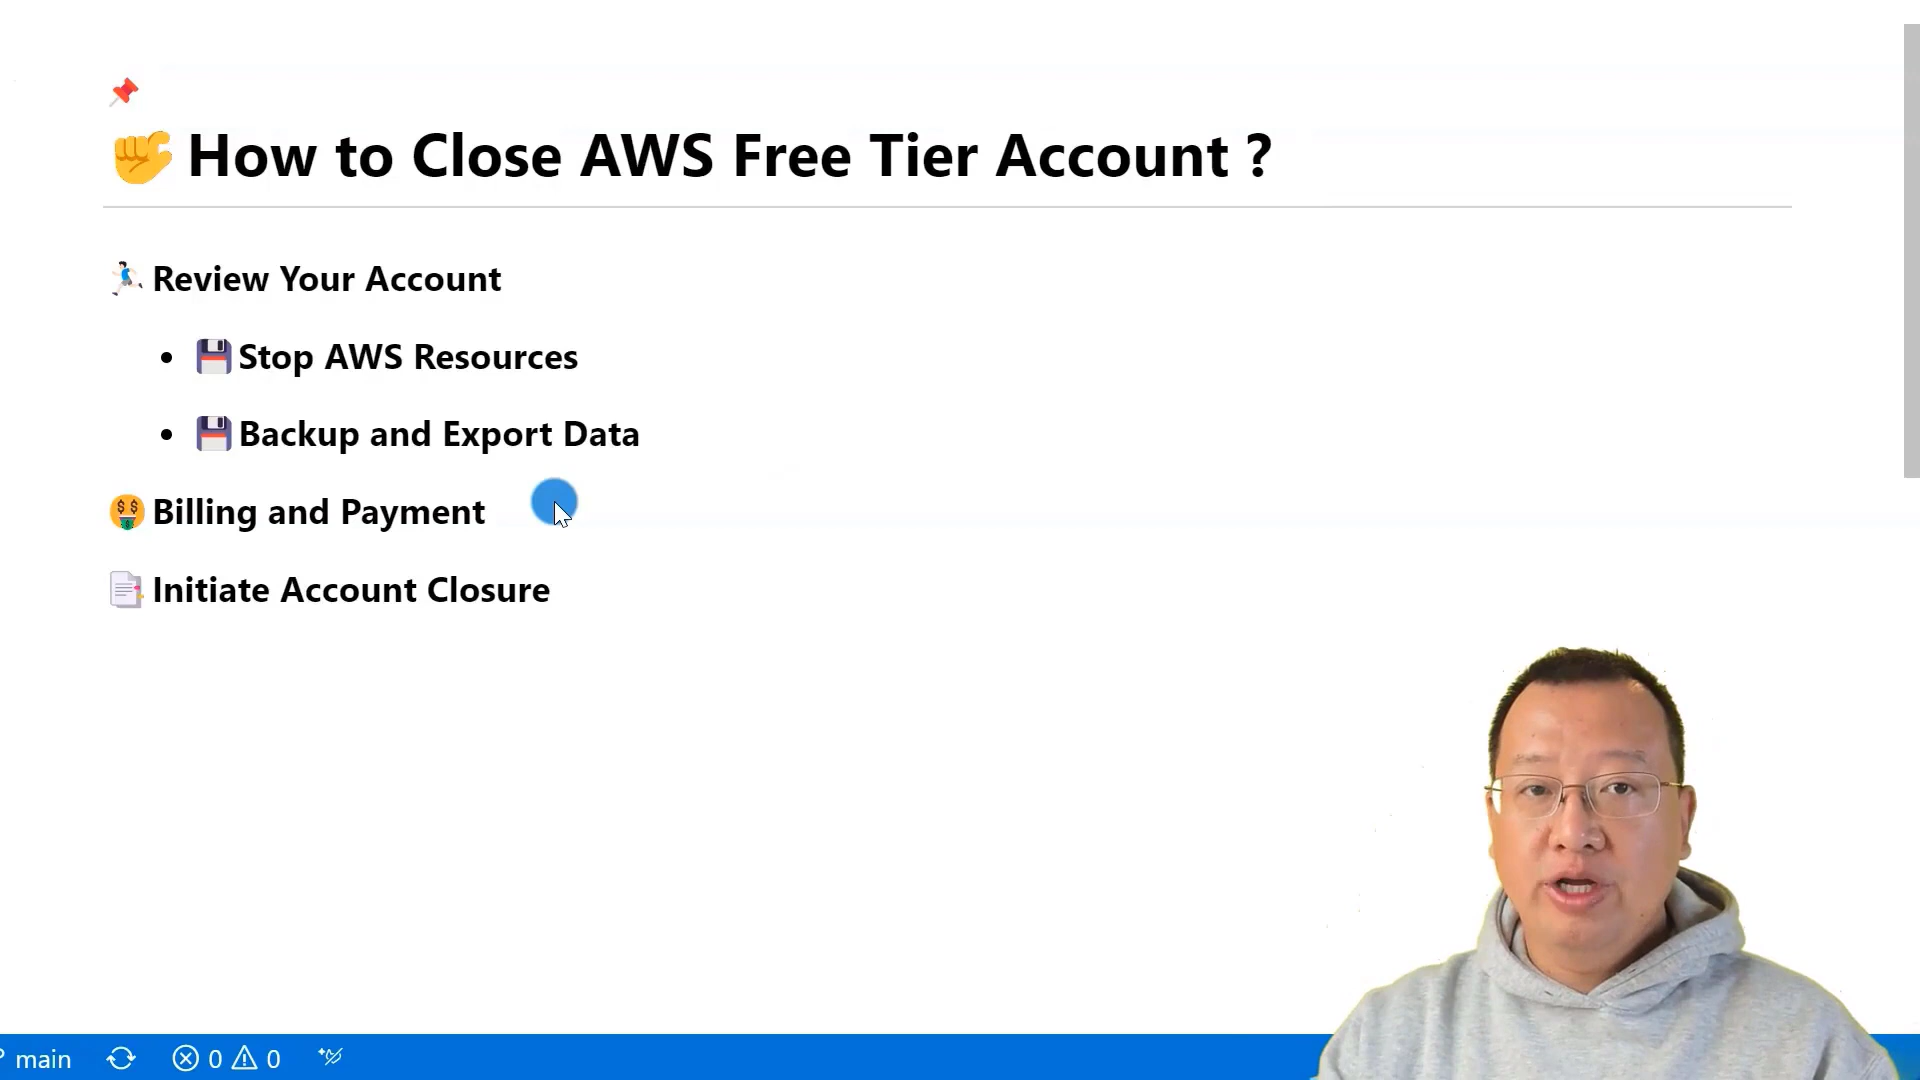 How to Close AWS Free Tier Account ?
Review Your Account
Stop AWS Resources
Backup and Export Data
Billing and Payment
Initiate Account Closure
main 0 0